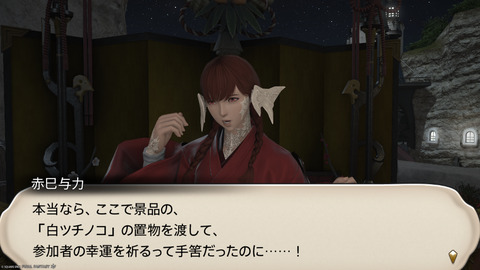 赤巳与力
本当なら、ここで景品の、
「白ツチノコ」の置物を渡して、
参加者の幸運を祈るって手筈だったのに……！